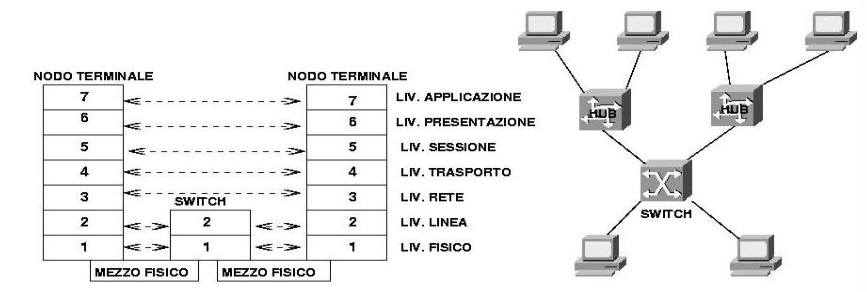 NODO TERMINALE
NODO TERMINALE
7
7
LIV. APPLICAZIONE
6
6
LIV. PRESENTAZIONE
5
5
LIV. SESSIONE
4
4
LIV. TRASPORTO
3
3
LIV. RETE
SWITCH
2
2
2
LIV. LINEA
1
1
1
LIV. FISICO
MEZZO FISICO
MEZZO FISICO
HUB
HUB
SWITCH